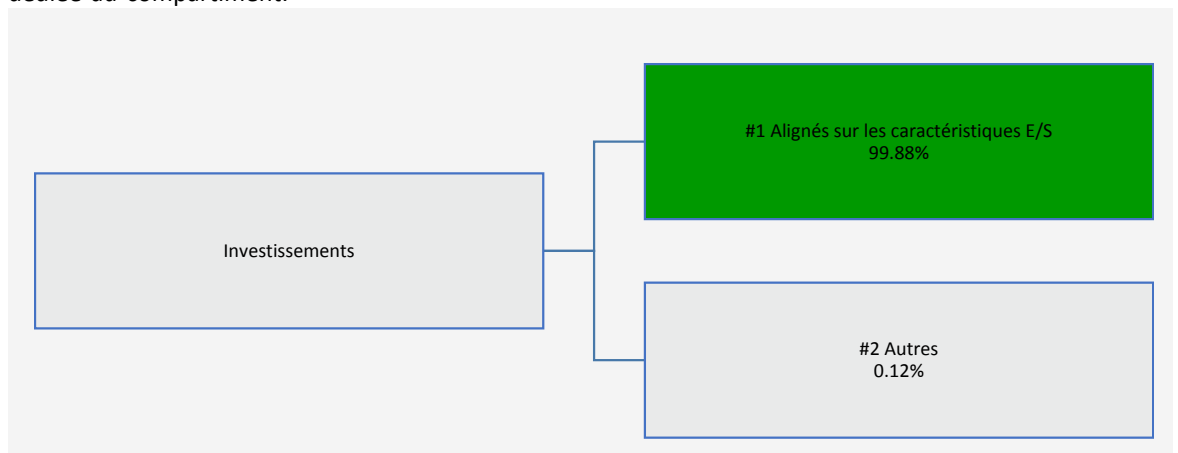 #1 Alignés sur les caractéristiques E/S
99.88%
Investissements
#2 Autres
0.12%